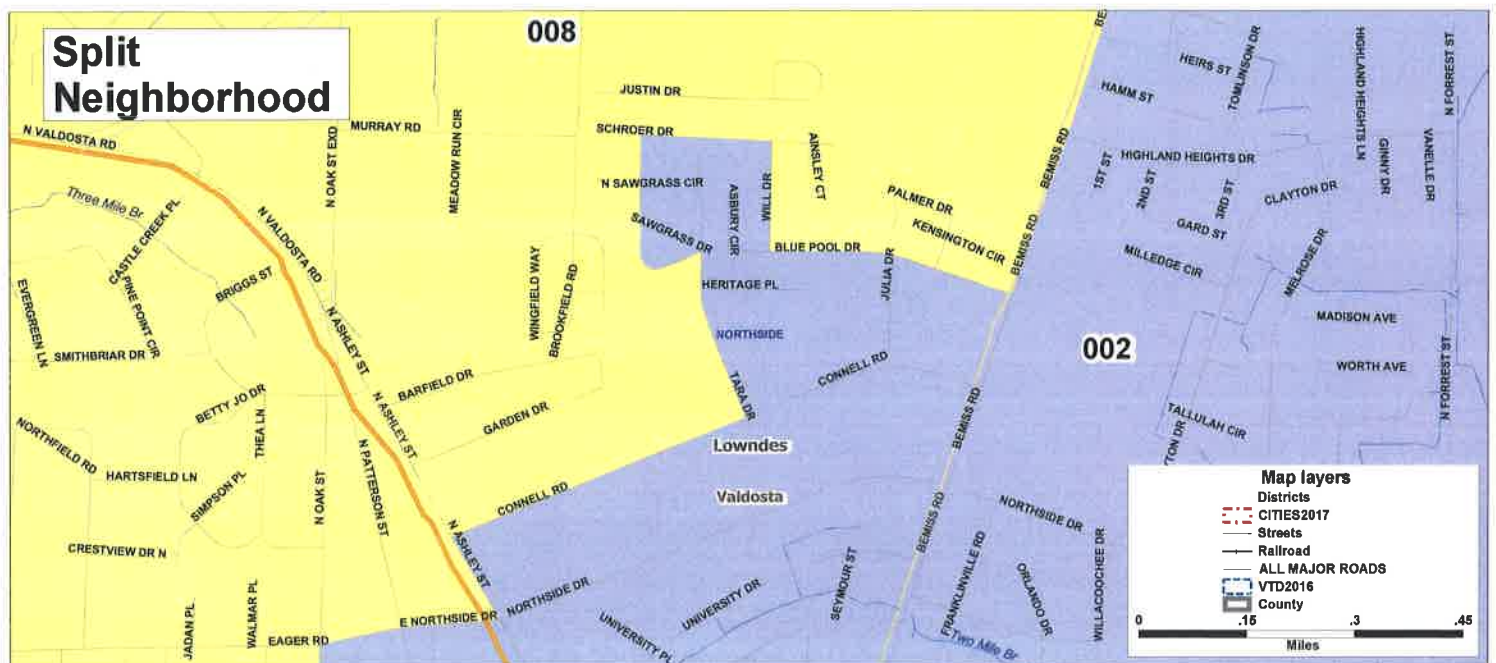 Split
Neighborhood
008
BE
N VALDOSTA RD
Three Mile Br
CASTLE CREEK PL
N OAK ST EXD
MURRAY RD
MEADOW RUN CIR
JUSTIN DR
SCHROER DR
N SAWGRASS CIR
SAWGRASS DR
ASBURY CIR
WILL DR
AINSLEY CT
PALMER DR
KENSINGTON CIR
BLUE POOL DR
BEMISS RD
BEMISS RD
HEIRS ST
HAMM ST
TOMLINSON DR
HIGHLAND HEIGHTS LN
N FORREST ST
HIGHLAND HEIGHTS DR
GINNY DR
VANELLE DR
1ST ST
2ND ST
3RD ST
CLAYTON DR
GARD ST
MILLEDGE CIR
MELROSE DR
N VALDOSTA RD
BRIGGS ST
PINE POINT CIR
EVERGREEN LN
SMITHBRIAR DR
N ASHLEY ST
WINGFIELD WAY
BROOKFIELD RD
HERITAGE PL
JULIA DR
NORTHSIDE
TARA DR
CONNELL RD
002
MADISON AVE
WORTH AVE
N FORREST ST
BETTY JO DR
THEA LN
BARFIELD DR
N ASHLEY ST
GARDEN DR
BEMISS RD
TALLULAH CIR
YTON DR
NORTHFIELD RD
HARTSFIELD LN
SIMPSON PL
N OAK ST
N PATTERSON ST
CONNELL RD
Lowndes
Valdosta
BEMISS RD
NORTHSIDE DR
CRESTVIEW DR N
N ASHLEY ST
JADAN PL
WALMAR PL
EAGER RD
E NORTHSIDE DR
NORTHSIDE DR
UNIVERSITY PL
UNIVERSITY DR
SEYMOUR ST
FRANKLINVILLE RD
ORLANDO DR
WILLACOOCHEE DR
Two Mile Br
Map layers
Districts
CITIES2017
Streets
Railroad
ALL MAJOR ROADS
VTD2016
County
0 .15 .3 .45
Miles